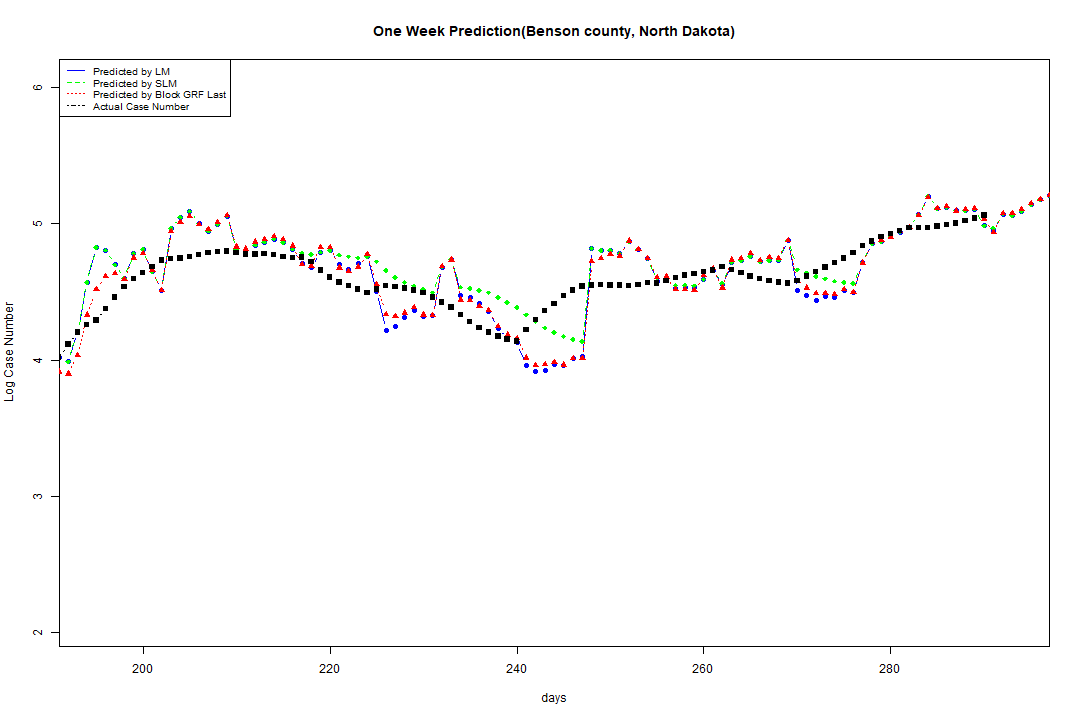 One Week Prediction(Benson county, North Dakota)
Predicted by LM
Predicted by SLM
Predicted by Block GRF Last
Actual Case Number
6
5
4
3
2
Log Case Number
200 220 240 260 280
days